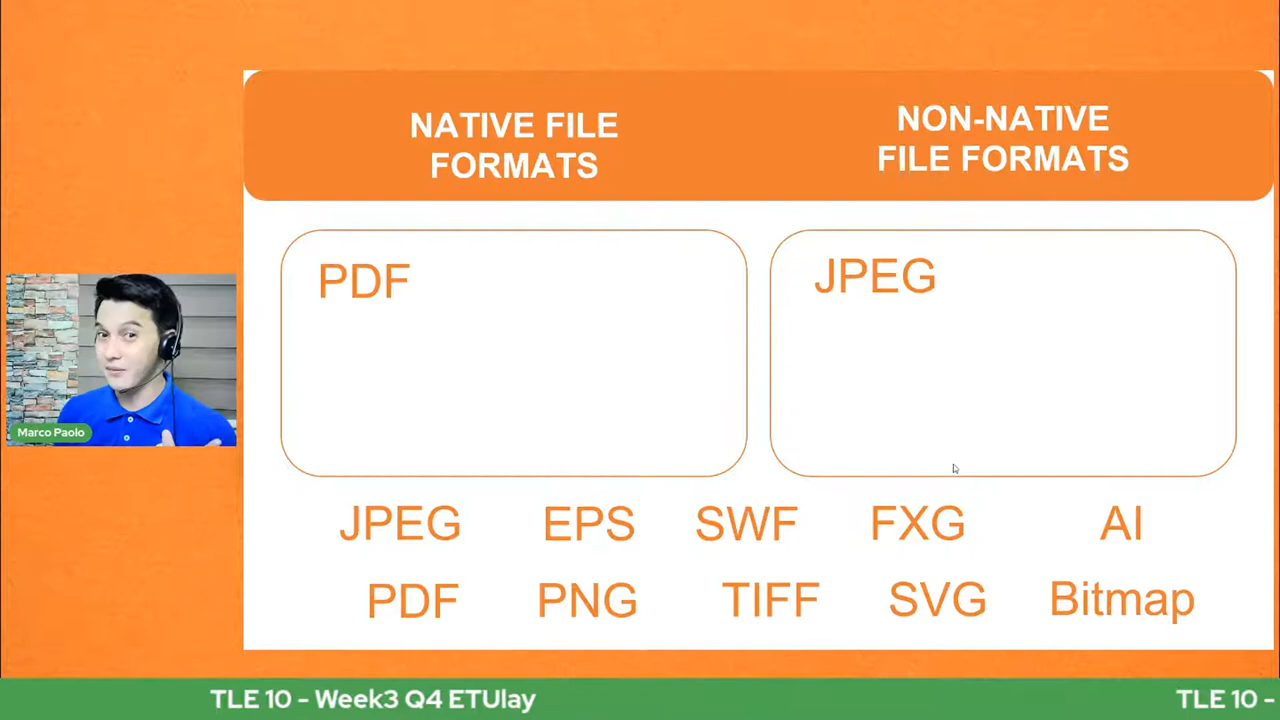 NATIVE FILE
FORMATS
NON-NATIVE
FILE FORMATS
PDF
JPEG
Marco Paolo
JPEG EPS SWF FXG AI
PDF PNG TIFF SVG Bitmap
TLE 10 - Week3 Q4 ETUlay
TLE 10 -